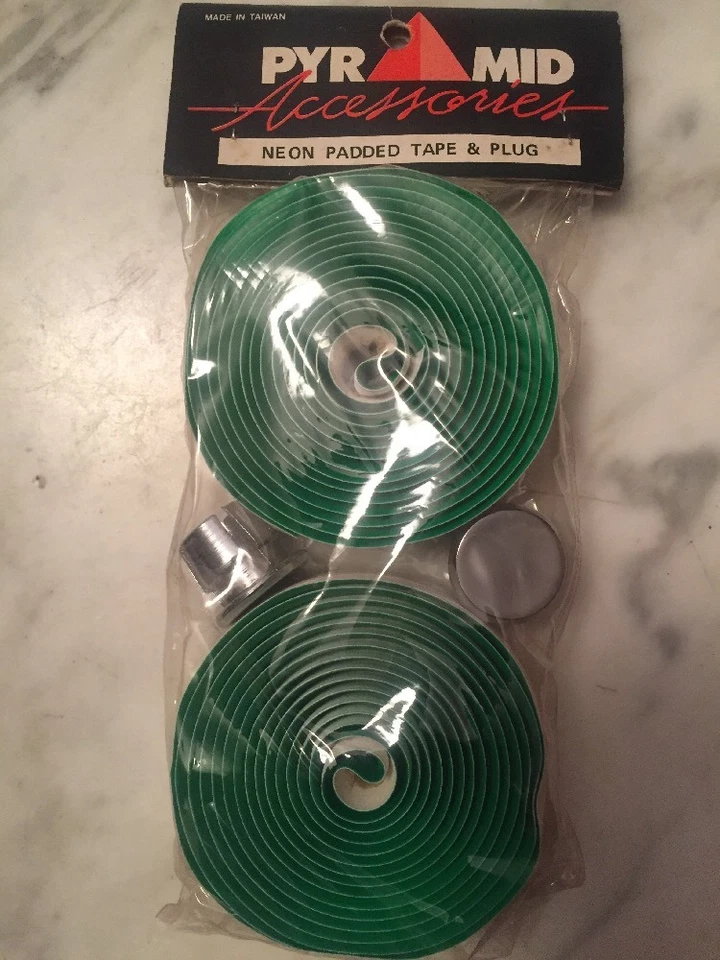 MADE IN TAIWAN
PYRAMID
Accessories
NEON PADDED TAPE & PLUG